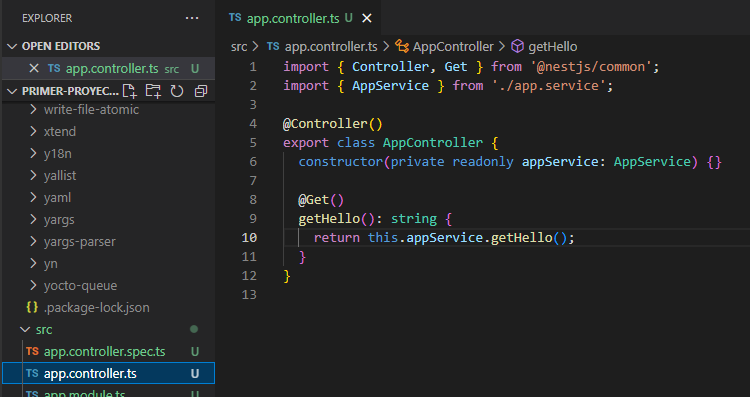 EXPLORER ···
OPEN EDITORS
TS app.controller.ts src U
PRIMER-PROYEC...
write-file-atomic
xtend
y18n
yallist
yaml
yargs
yargs-parser
yn
yocto-queue
{} .package-lock.json
src
TS app.controller.spec.ts U
TS app.controller.ts U
TS app.module.ts U
TS app.controller.ts U
src > TS app.controller.ts > AppController > getHello
1 import { Controller, Get } from '@nestjs/common';
2 import { AppService } from './app.service';
3
4 @Controller()
5 export class AppController {
6 constructor(private readonly appService: AppService) {}
7
8 @Get()
9 getHello(): string {
10 return this.appService.getHello();
11 }
12 }
13